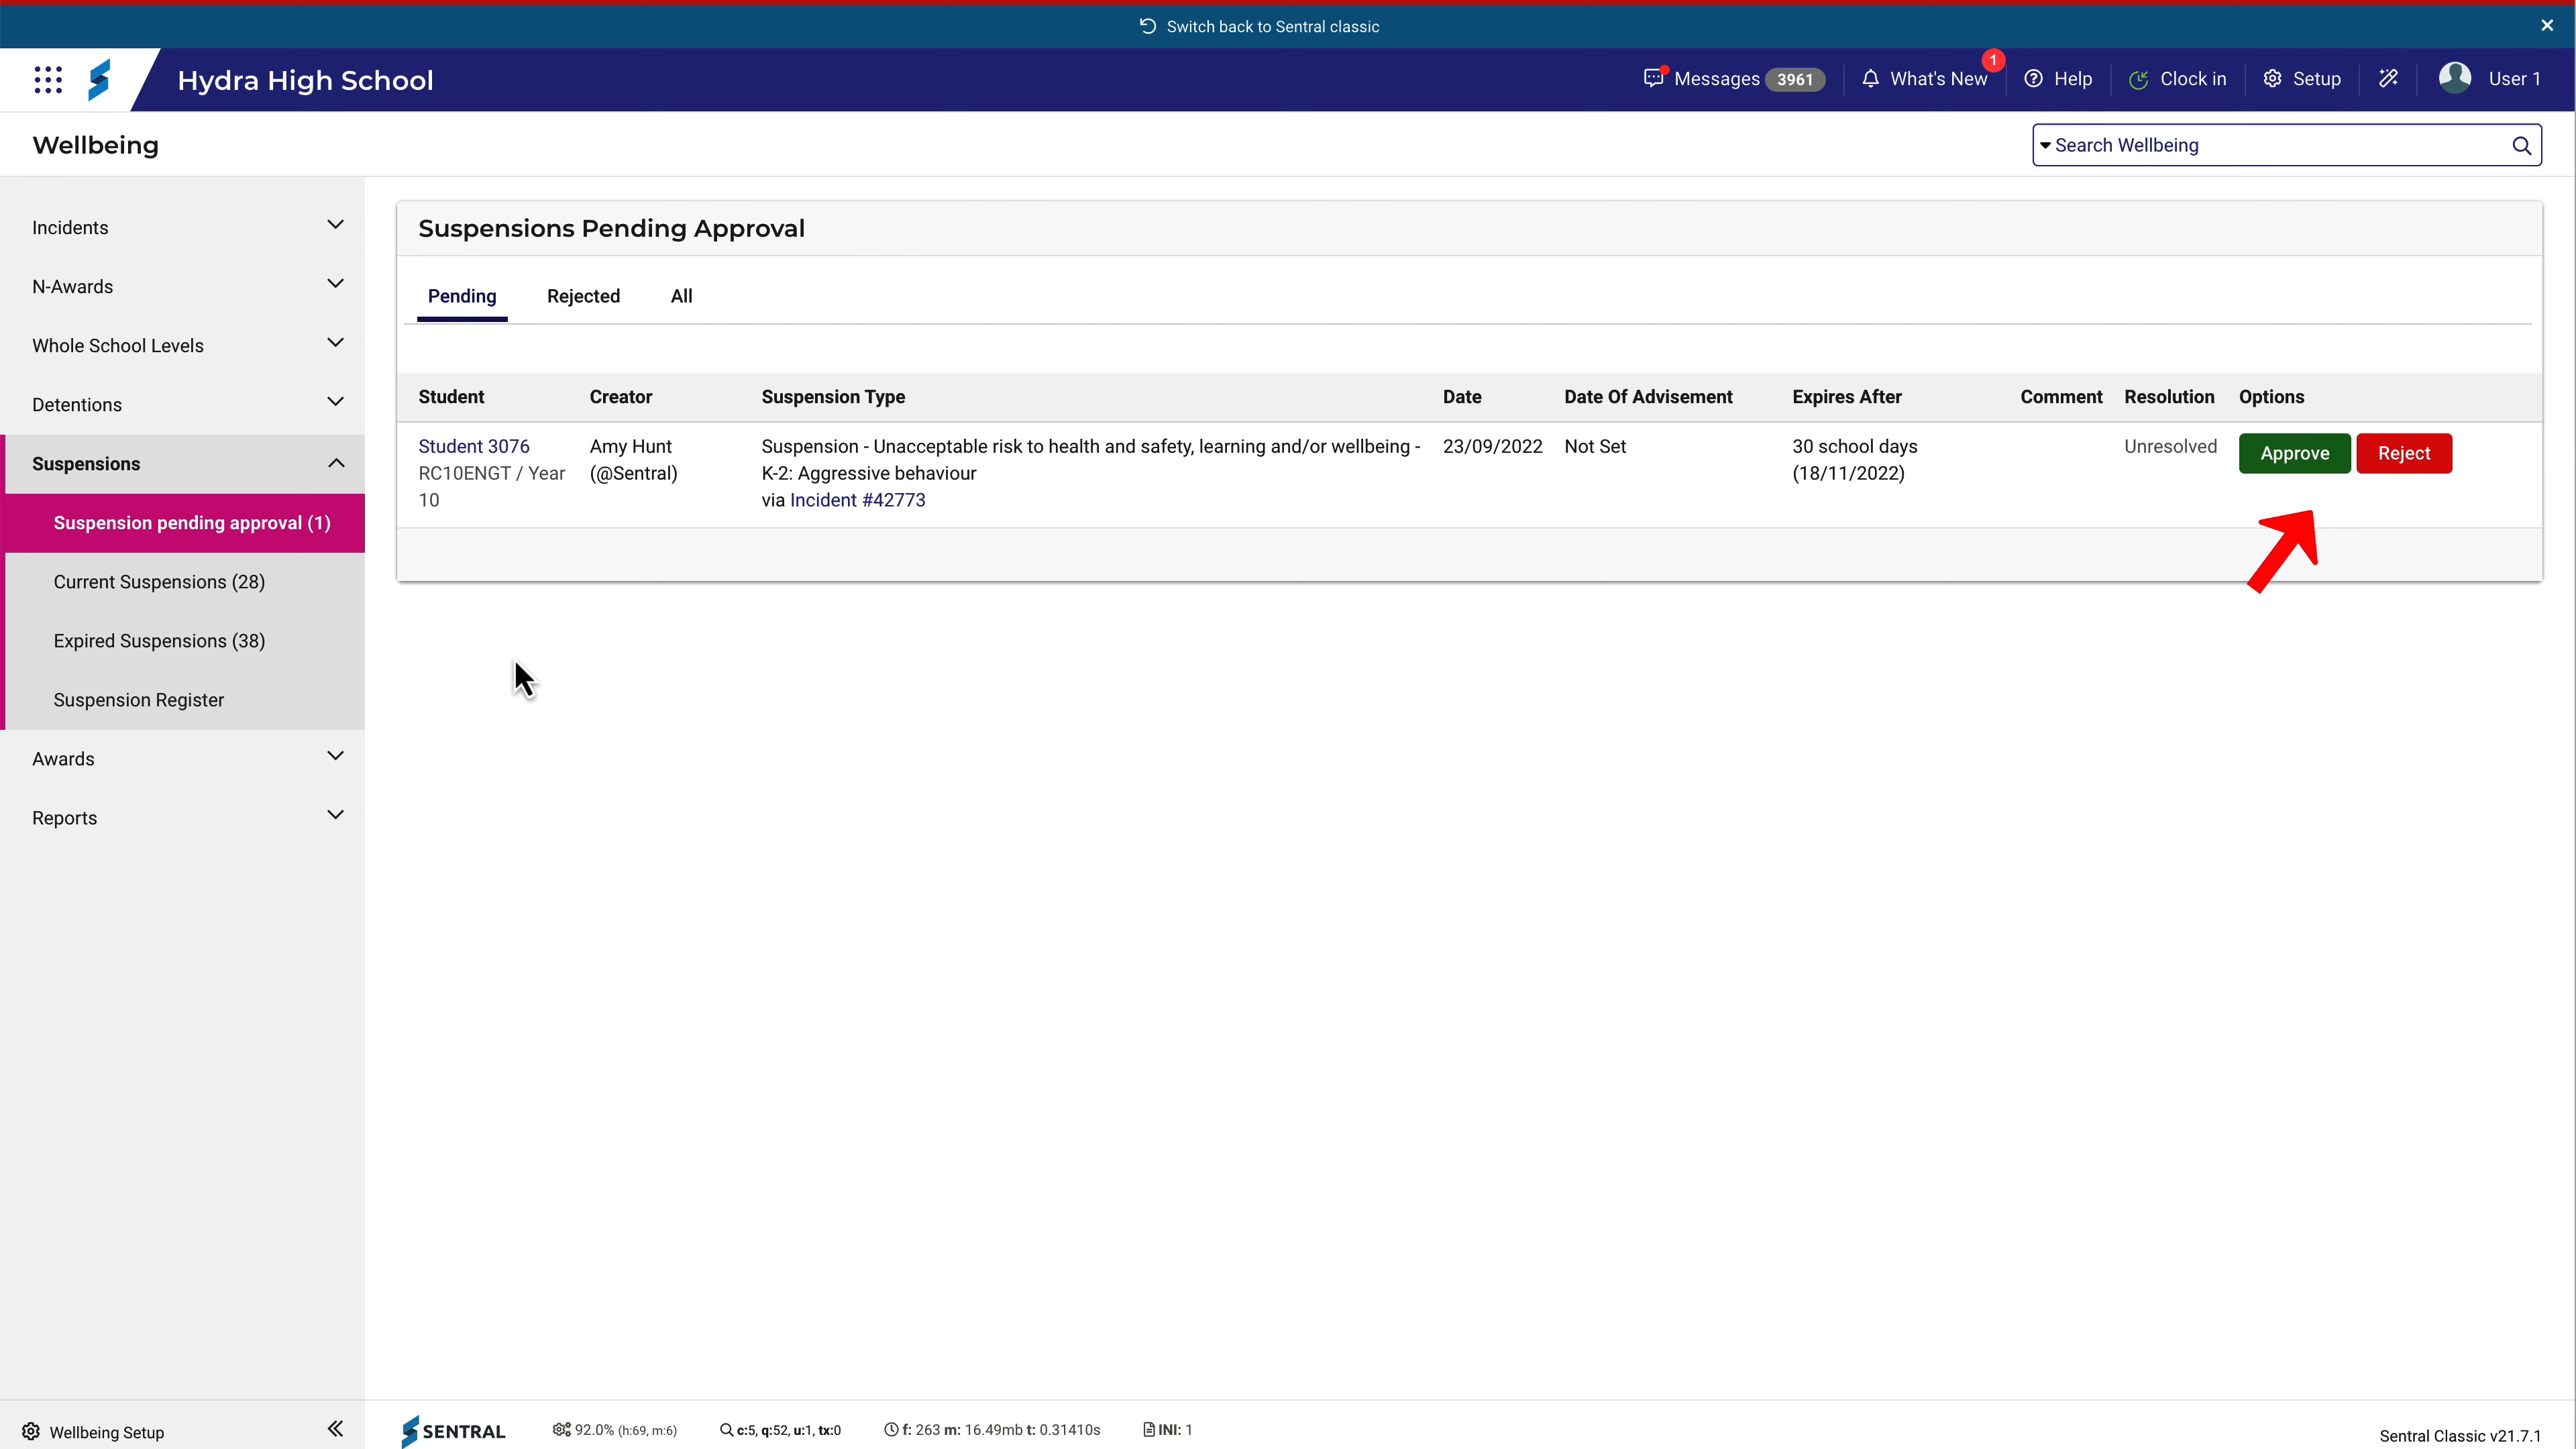 Switch back to Sentral classic
Hydra High School
Messages 3961
What's New 1
Help
Clock in
Setup
User 1
Wellbeing
Search Wellbeing
Incidents
N-Awards
Whole School Levels
Detentions
Suspensions
Suspension pending approval (1)
Current Suspensions (28)
Expired Suspensions (38)
Suspension Register
Awards
Reports
Suspensions Pending Approval
Pending Rejected All
Student Creator Suspension Type Date Date Of Advisement Expires After Comment Resolution Options
Student 3076 Amy Hunt Suspension - Unacceptable risk to health and safety, learning and/or wellbeing - 23/09/2022 Not Set 30 school days Unresolved Approve Reject
RC10ENGT / Year (@Sentral) K-2: Aggressive behaviour (18/11/2022)
10 via Incident #42773
Wellbeing Setup
SENTRAL 92.0% (h:69, m:6) c:5, q:52, u:1, tx:0 f: 263 m: 16.49mb t: 0.31410s INI: 1
Sentral Classic v21.7.1